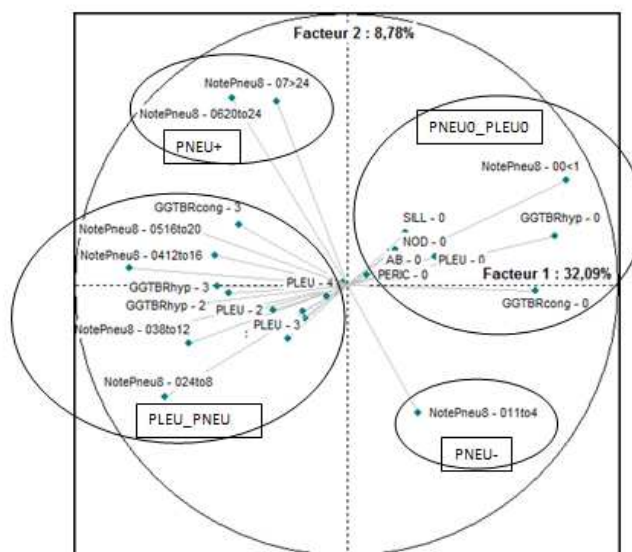 Facteur 2 : 8,78%
NotePneu8 - 07>24
NotePneu8 - 0620to24
PNEU+
PNEU0_PLEU0
NotePneu8 - 00<1
GGTBRcong - 3
SILL - 0
GGTBRhyp - 0
NotePneu8 - 0516to20
NOD - 0
NotePneu8 - 0412to16
AB - 0
PLEU - 0
PERIC - 0
Facteur 1 : 32,09%
PLEU - 4
GGTBRhyp - 3
GGTBRhyp - 2
PLEU - 2
GGTBRcong - 0
NotePneu8 - 038to12
PLEU - 3
:
NotePneu8 - 024to8
PLEU_PNEU
NotePneu8 - 011to4
PNEU-